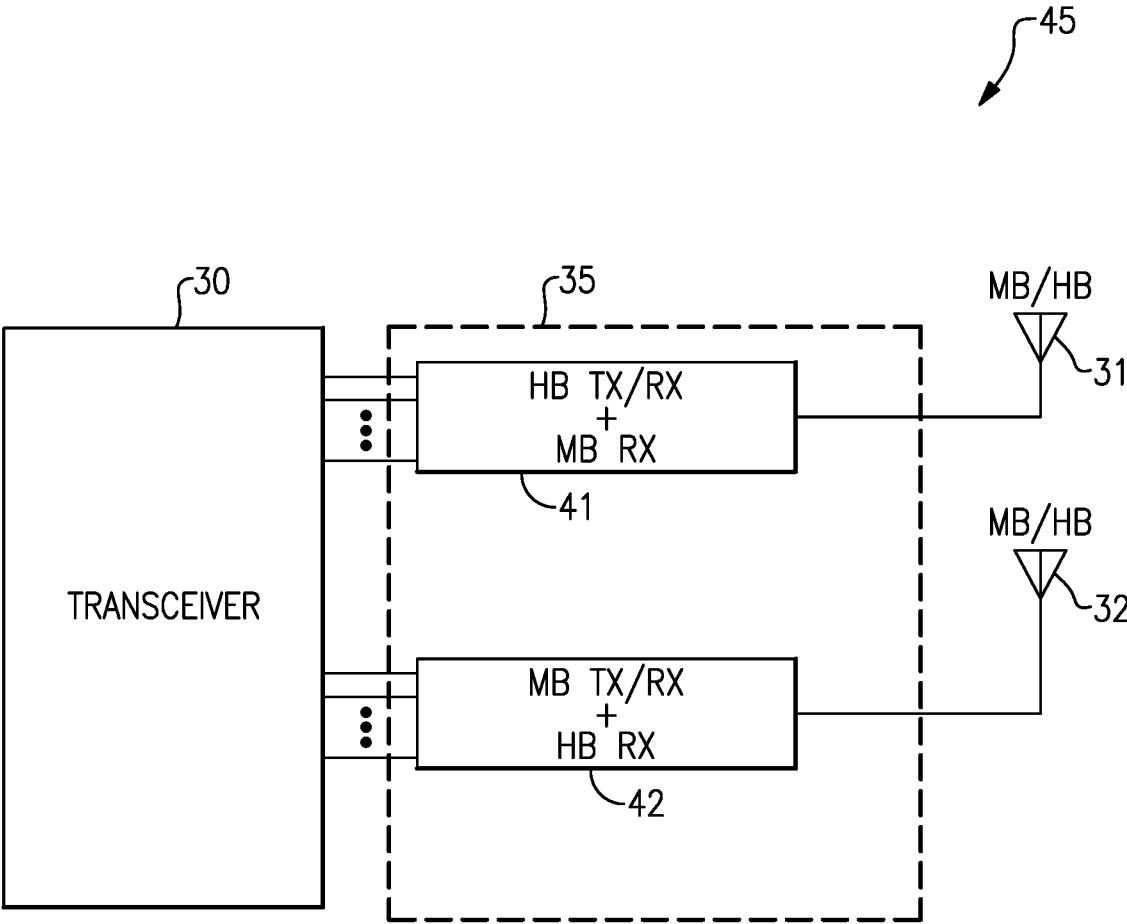 45
30
35
MB/HB
31
HB TX/RX
+
MB RX
41
MB/HB
32
TRANSCEIVER
MB TX/RX
+
HB RX
42